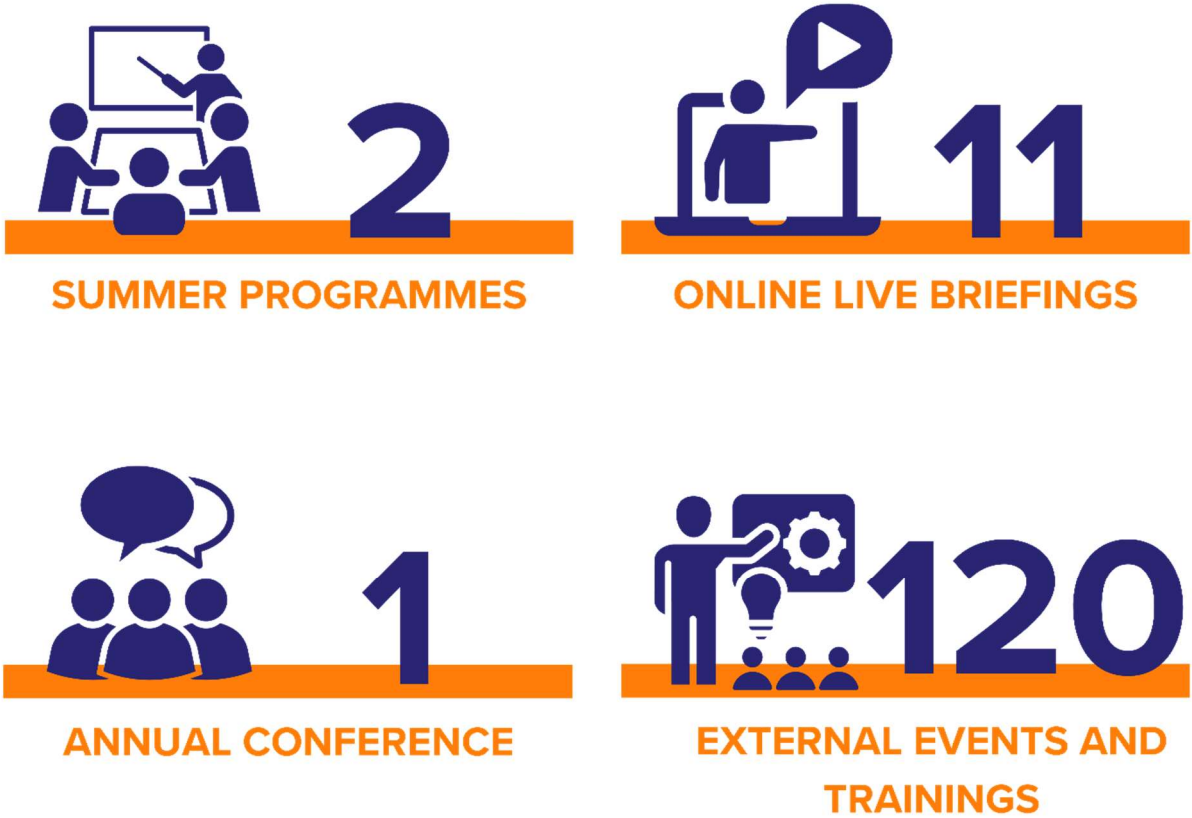 2
SUMMER PROGRAMMES
11
ONLINE LIVE BRIEFINGS
1
ANNUAL CONFERENCE
120
EXTERNAL EVENTS AND
TRAININGS